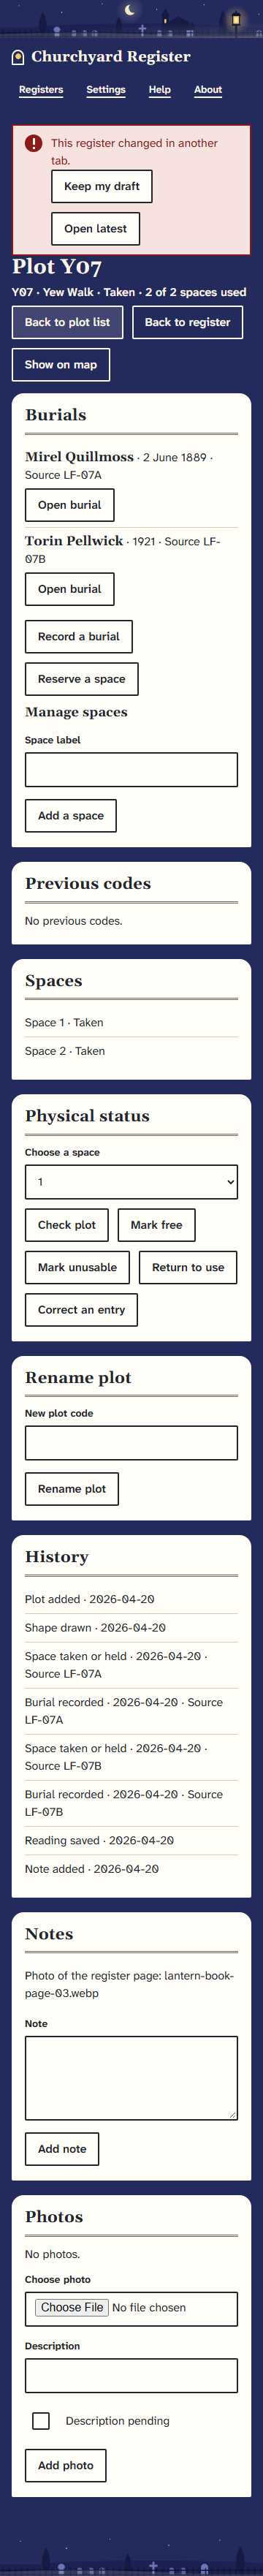 Churchyard Register
Registers Settings Help About
This register changed in another
tab.
Keep my draft
Open latest
Plot Y07
Y07 · Yew Walk · Taken · 2 of 2 spaces used
Back to plot list Back to register
Show on map
Burials
Mirel Quillmoss · 2 June 1889 ·
Source LF-07A
Open burial
Torin Pellwick · 1921 · Source LF-
07B
Open burial
Record a burial
Reserve a space
Manage spaces
Space label
Add a space
Previous codes
No previous codes.
Spaces
Space 1 · Taken
Space 2 · Taken
Physical status
Choose a space
1
Check plot Mark free
Mark unusable Return to use
Correct an entry
Rename plot
New plot code
Rename plot
History
Plot added · 2026-04-20
Shape drawn · 2026-04-20
Space taken or held · 2026-04-20 ·
Source LF-07A
Burial recorded · 2026-04-20 · Source
LF-07A
Space taken or held · 2026-04-20 ·
Source LF-07B
Burial recorded · 2026-04-20 · Source
LF-07B
Reading saved · 2026-04-20
Note added · 2026-04-20
Notes
Photo of the register page: lantern-book-
page-03.webp
Note
Add note
Photos
No photos.
Choose photo
Choose File No file chosen
Description
Description pending
Add photo